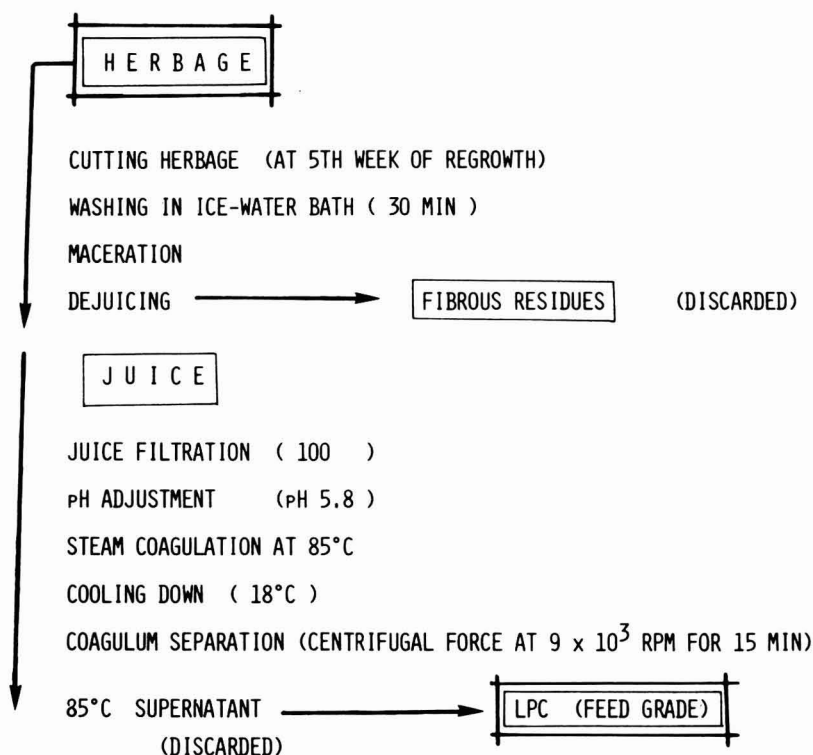 HERBAGE
CUTTING HERBAGE (AT 5TH WEEK OF REGROWTH)
WASHING IN ICE-WATER BATH ( 30 MIN )
MACERATION
DEJUICING FIBROUS RESIDUES (DISCARDED)
JUICE
JUICE FILTRATION ( 100 )
PH ADJUSTMENT (PH 5.8 )
STEAM COAGULATION AT 85°C
COOLING DOWN ( 18°C )
COAGULUM SEPARATION (CENTRIFUGAL FORCE AT 9 x 10³ RPM FOR 15 MIN)
85°C SUPERNATANT LPC (FEED GRADE)
(DISCARDED)